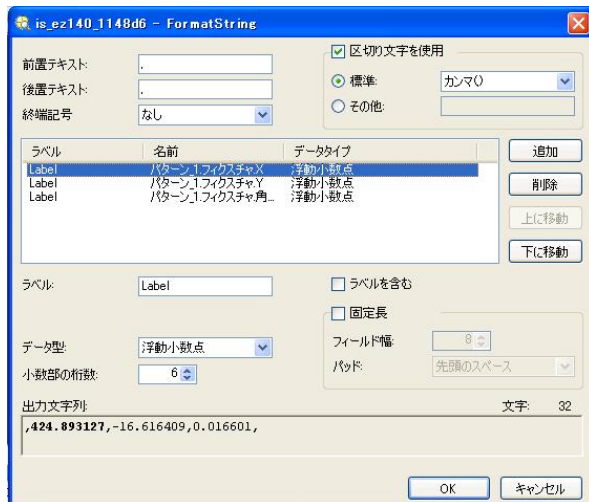 is_ez140_1148d6 - FormatString
前置テキスト: ,
後置テキスト: ,
終端記号 なし
区切り文字を使用
標準: カンマ(,)
その他:
ラベル 名前 データタイプ
Label パターン_1.フィクスチャ.X 浮動小数点
Label パターン_1.フィクスチャ.Y 浮動小数点
Label パターン_1.フィクスチャ.角... 浮動小数点
追加
削除
上に移動
下に移動
ラベル: Label
ラベルを含む
固定長
データ型: 浮動小数点
フィールド幅: 8
小数部の桁数: 6
パッド: 先頭のスペース
出力文字列: 文字: 32
,424.893127,-16.616409,0.016601,
OK キャンセル